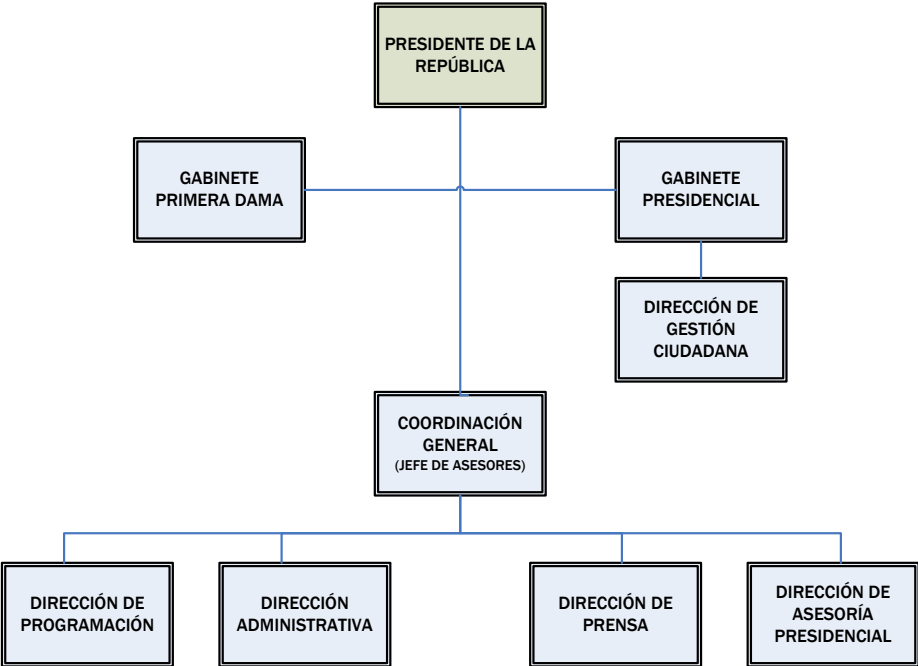 PRESIDENTE DE LA
REPÚBLICA
GABINETE
PRIMERA DAMA
GABINETE
PRESIDENCIAL
DIRECCIÓN DE
GESTIÓN
CIUDADANA
COORDINACIÓN
GENERAL
(JEFE DE ASESORES)
DIRECCIÓN DE
PROGRAMACIÓN
DIRECCIÓN
ADMINISTRATIVA
DIRECCIÓN DE
PRENSA
DIRECCIÓN DE
ASESORÍA
PRESIDENCIAL